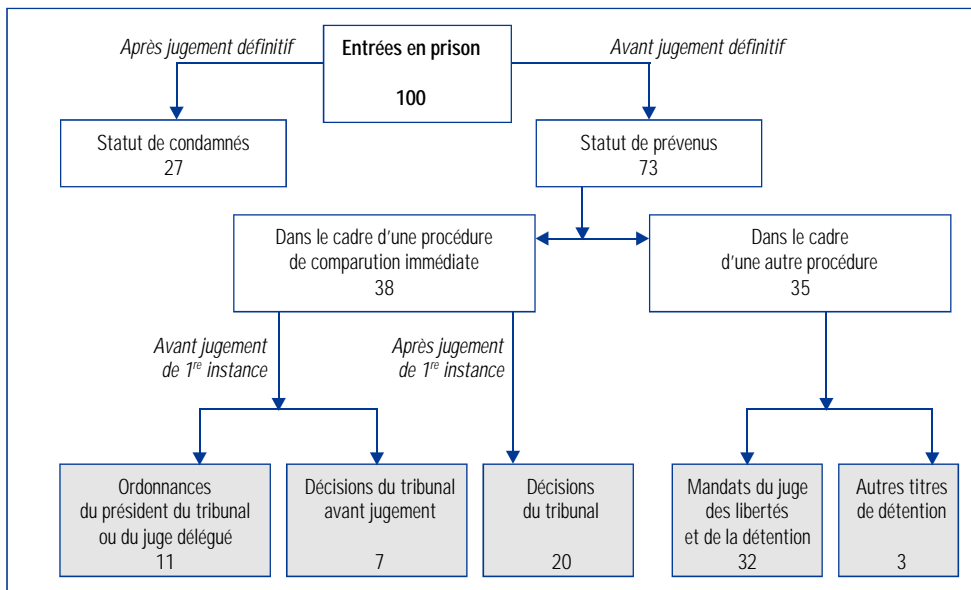 Après jugement définitif
Entrées en prison
100
Avant jugement définitif
Statut de condamnés
27
Statut de prévenus
73
Dans le cadre d'une procédure
de comparution immédiate
38
Dans le cadre
d'une autre procédure
35
Avant jugement
de 1re instance
Après jugement
de 1re instance
Ordonnances
du président du tribunal
ou du juge délégué
11
Décisions du tribunal
avant jugement
7
Décisions
du tribunal
20
Mandats du juge
des libertés
et de la détention
32
Autres titres
de détention
3